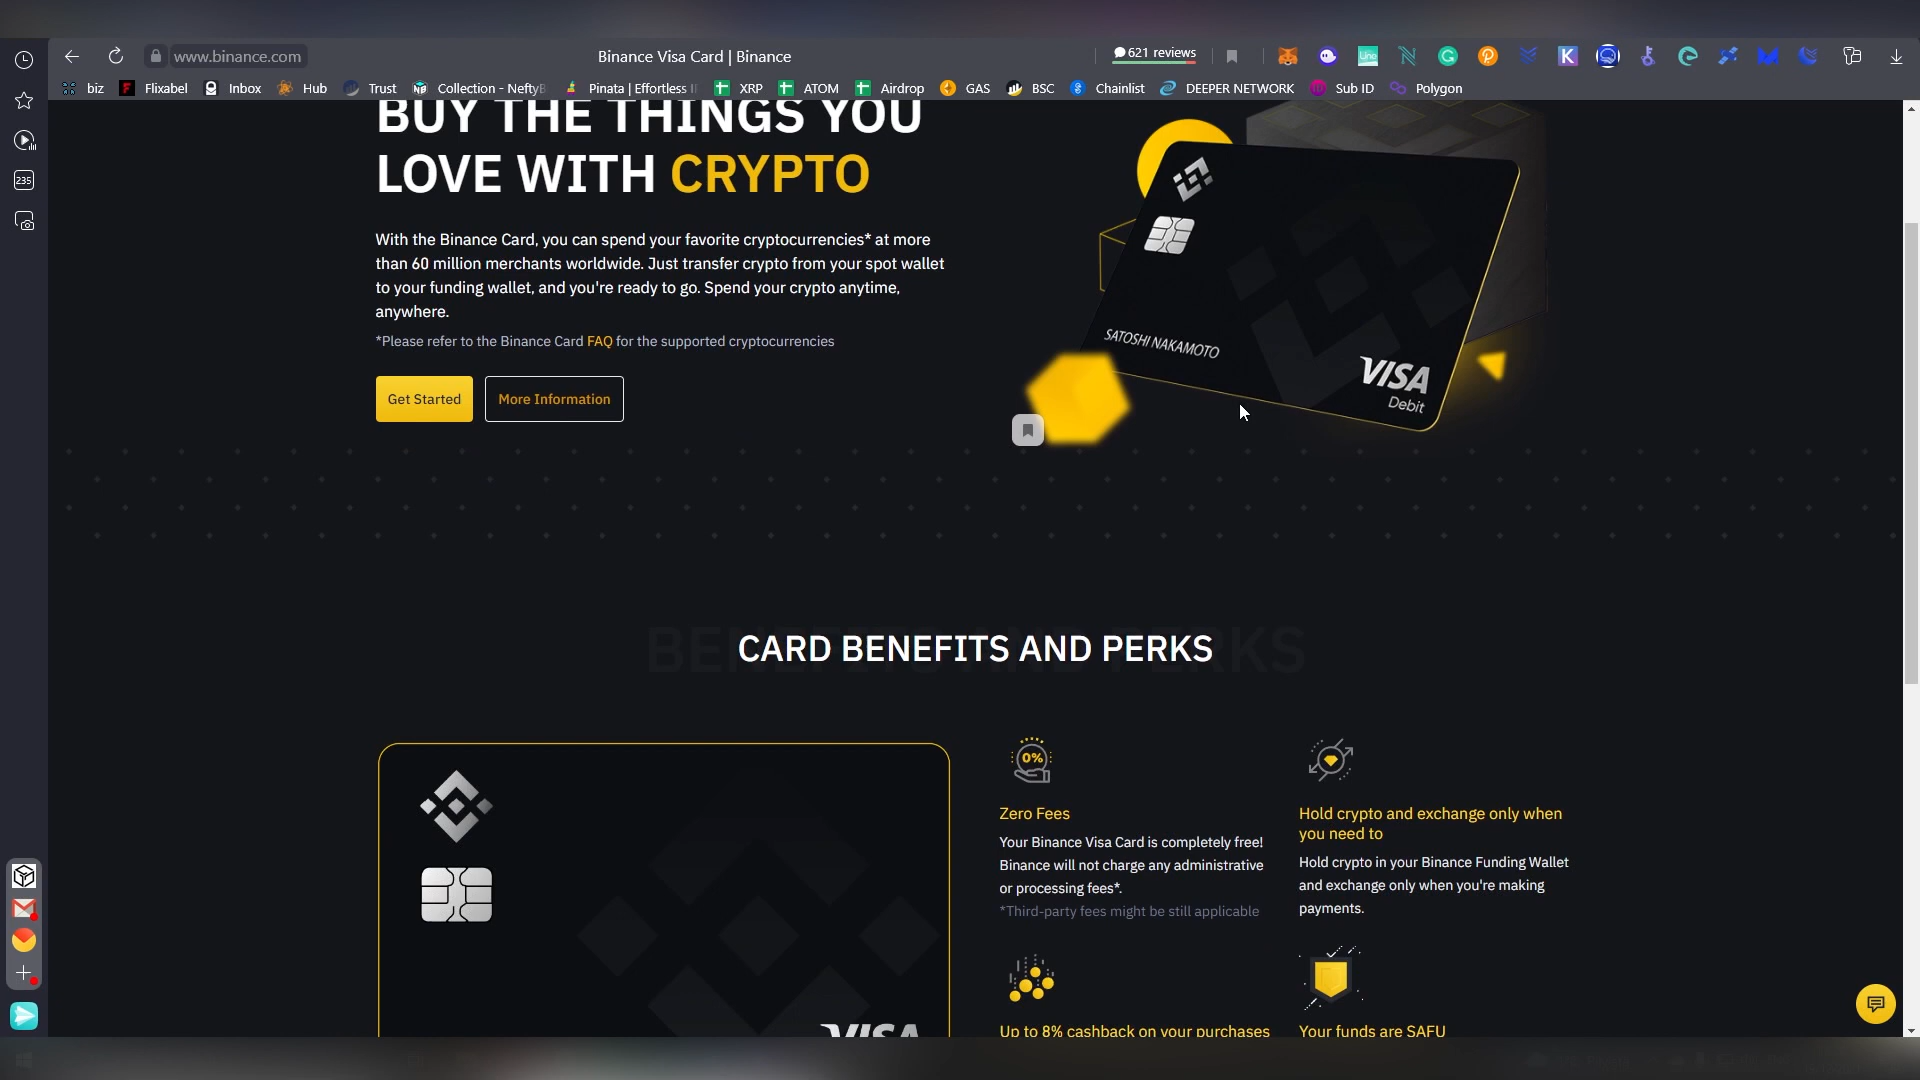 www.binance.com
Binance Visa Card | Binance
621 reviews
biz
Flixabel
Inbox
Hub
Trust
Collection - NeftyB
Pinata | Effortless I
XRP
ATOM
Airdrop
GAS
BSC
Chainlist
DEEPER NETWORK
Sub ID
Polygon
235
BUY THE THINGS YOU
LOVE WITH CRYPTO
With the Binance Card, you can spend your favorite cryptocurrencies* at more
than 60 million merchants worldwide. Just transfer crypto from your spot wallet
to your funding wallet, and you're ready to go. Spend your crypto anytime,
anywhere.
*Please refer to the Binance Card FAQ for the supported cryptocurrencies
Get Started
More Information
SATOSHI NAKAMOTO
VISA
Debit
CARD BENEFITS AND PERKS
VISA
0%
Zero Fees
Your Binance Visa Card is completely free!
Binance will not charge any administrative
or processing fees*.
*Third-party fees might be still applicable
Hold crypto and exchange only when
you need to
Hold crypto in your Binance Funding Wallet
and exchange only when you're making
payments.
Up to 8% cashback on your purchases
Your funds are SAFU